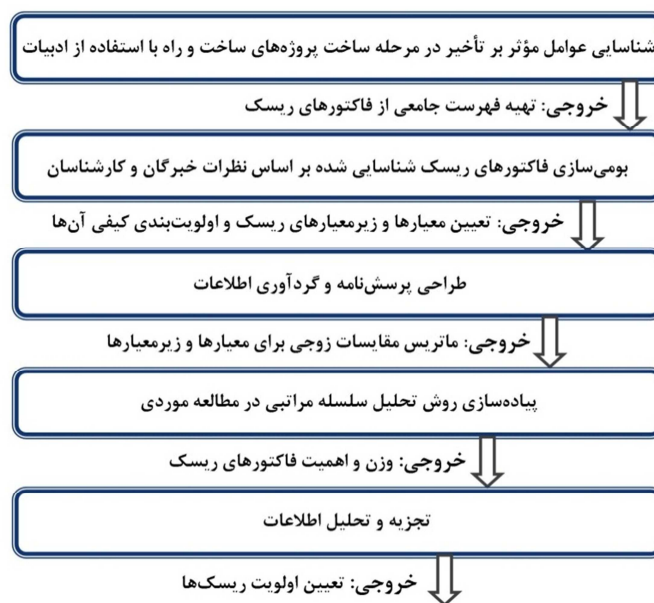 شناسایی عوامل مؤثر بر تأخیر در مرحله ساخت پروژه‌های ساخت و راه با استفاده از ادبیات
خروجی: تهیه فهرست جامعی از فاکتورهای ریسک
بومی‌سازی فاکتورهای ریسک شناسایی شده بر اساس نظرات خبرگان و کارشناسان
خروجی: تعیین معیارها و زیرمعیارهای ریسک و اولویت‌بندی کیفی آن‌ها
طراحی پرسش‌نامه و گردآوری اطلاعات
خروجی: ماتریس مقایسات زوجی برای معیارها و زیرمعیارها
پیاده‌سازی روش تحلیل سلسله مراتبی در مطالعه موردی
خروجی: وزن و اهمیت فاکتورهای ریسک
تجزیه و تحلیل اطلاعات
خروجی: تعیین اولویت ریسک‌ها